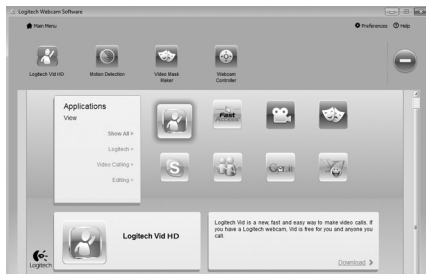 Logitech Webcam Software
Main Menu
Preferences
Help
Logitech Vid HD
Motion Detection
Video Mask
Maker
Webcam
Controller
Applications
View
Show All
Logitech
Video Calling
Editing
Fast
Access
Logitech Vid HD
Logitech Vid is a new, fast and easy way to make video calls. If
you have a Logitech webcam, Vid is free for you and anyone you
call.
Download
Logitech